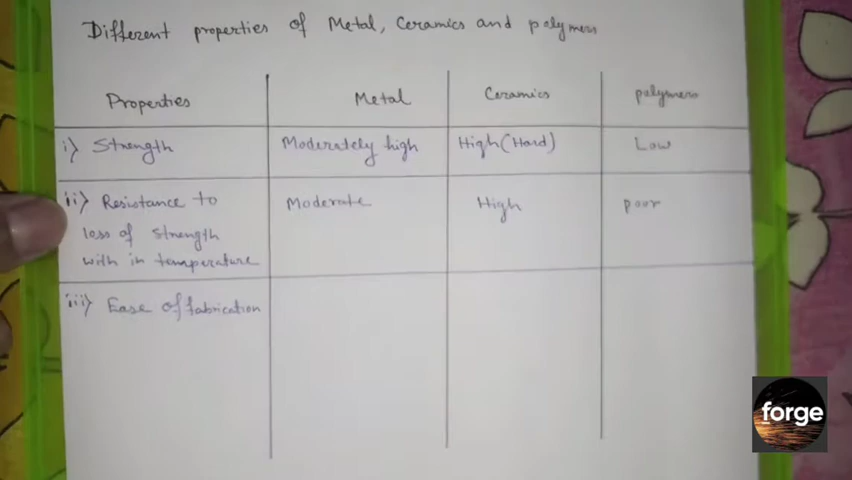 Different properties of Metal, Ceramics and polymers
Properties Metal Ceramics polymers
i) Strength Moderately high High (Hard) Low
ii) Resistance to Moderate High poor
loss of strength
with in temperature
iii) Ease of fabrication
forge